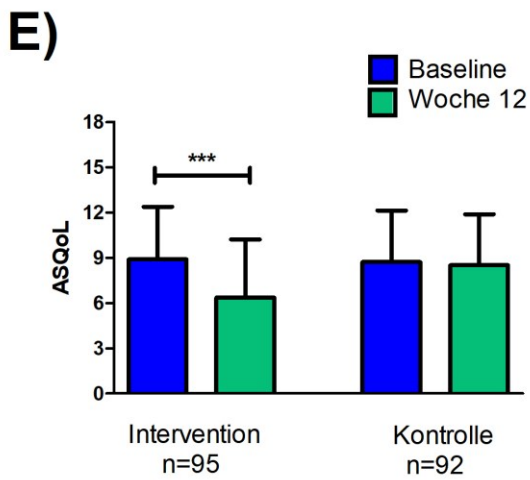 E)
Baseline
Woche 12
18
15
12
9
6
3
0
ASQoL
***
Intervention
n=95
Kontrolle
n=92